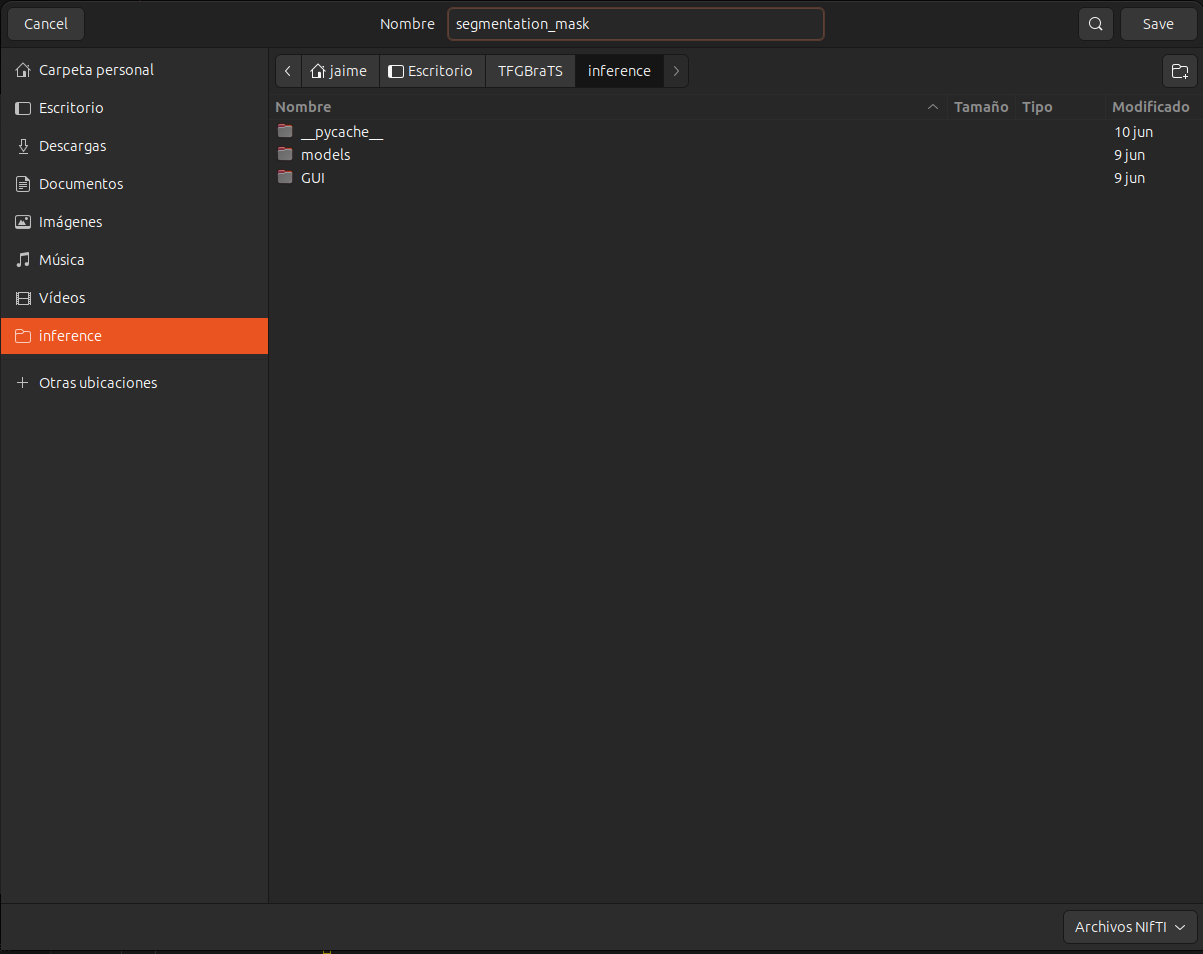 Cancel
Nombre
segmentation_mask
Save
Carpeta personal
Escritorio
Descargas
Documentos
Imágenes
Música
Vídeos
inference
Otras ubicaciones
jaime Escritorio TFGBraTS inference
Nombre Tamaño Tipo Modificado
__pycache__ 10 jun
models 9 jun
GUI 9 jun
Archivos NIfTI